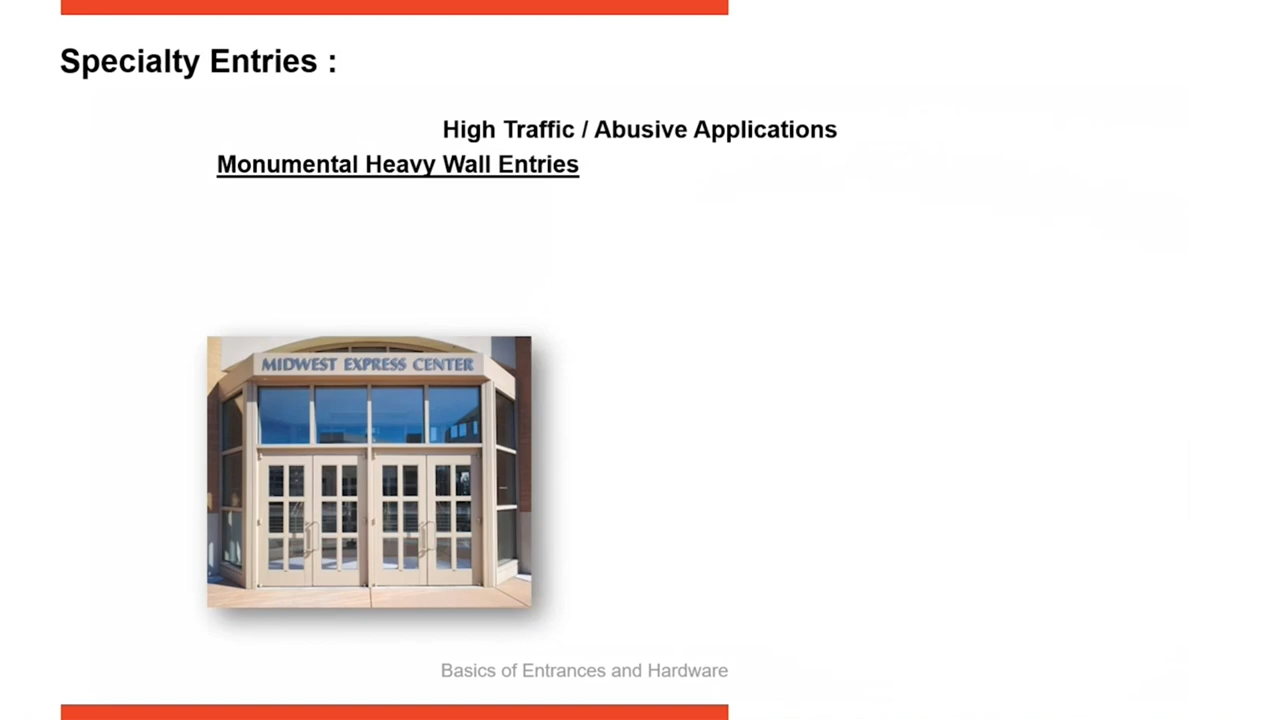 Specialty Entries :
High Traffic / Abusive Applications
Monumental Heavy Wall Entries
MIDWEST EXPRESS CENTER
Basics of Entrances and Hardware